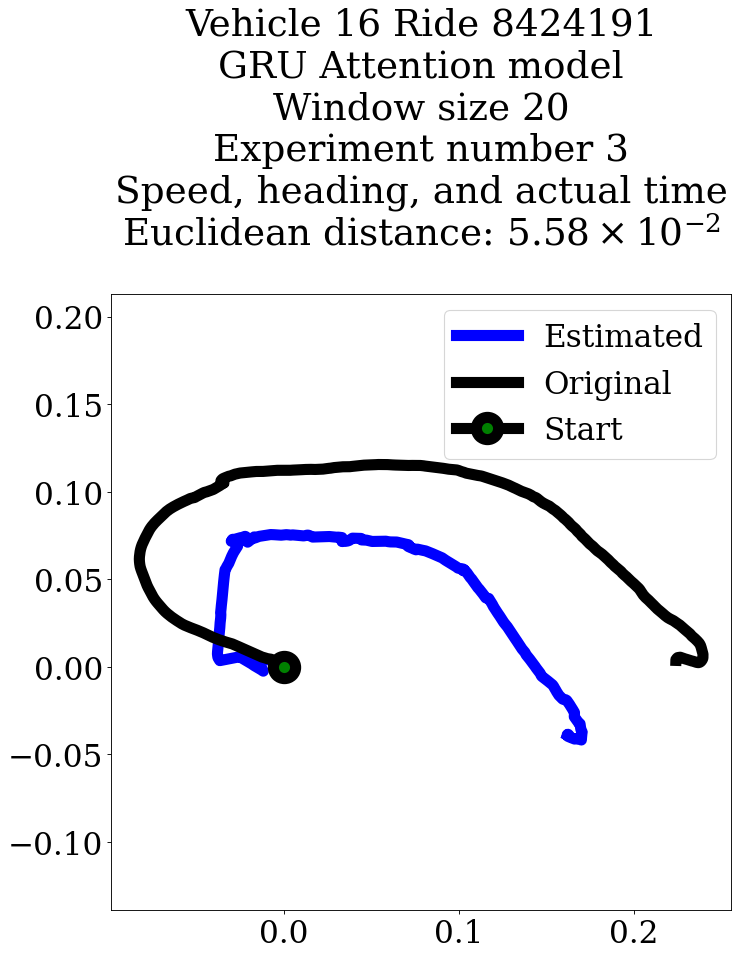 Vehicle 16 Ride 8424191
GRU Attention model
Window size 20
Experiment number 3
Speed, heading, and actual time
Euclidean distance: 5.58 × 10⁻²
Estimated
Original
Start
0.20
0.15
0.10
0.05
0.00
−0.05
−0.10
0.0 0.1 0.2